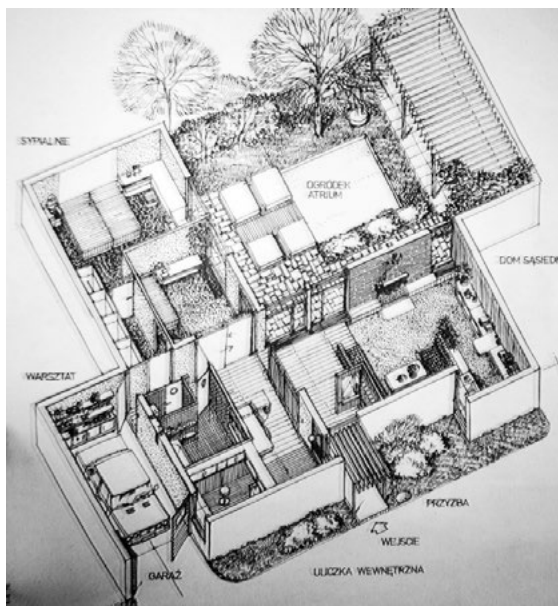 SYPIALNIE
OGRÓDEK
ATRIUM
DOM SĄSIEDNI
WARSZTAT
PRZYZBA
WEJŚCIE
GARAŻ
ULICZKA WEWNĘTRZNA